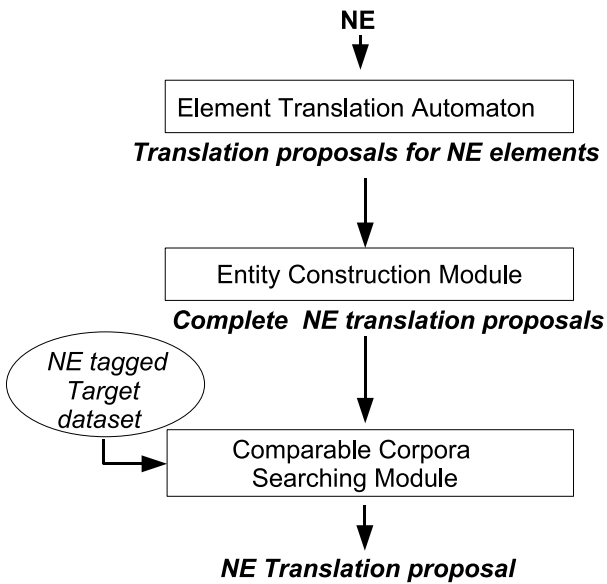 NE
Element Translation Automaton
Translation proposals for NE elements
Entity Construction Module
Complete NE translation proposals
NE tagged
Target
dataset
Comparable Corpora
Searching Module
NE Translation proposal